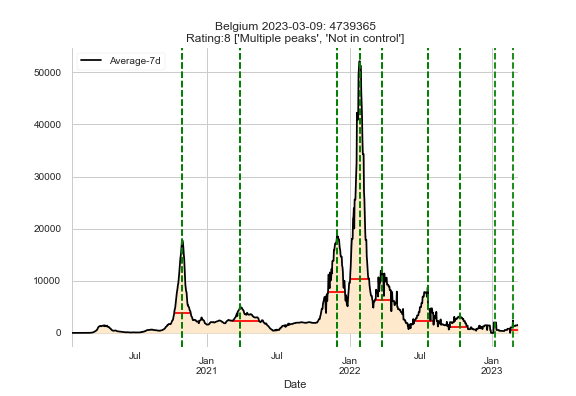 Belgium 2023-03-09: 4739365
Rating:8 ['Multiple peaks', 'Not in control']
Average-7d
50000
40000
30000
20000
10000
0
Jul
Jan
2021
Jul
Jan
2022
Jul
Jan
2023
Date